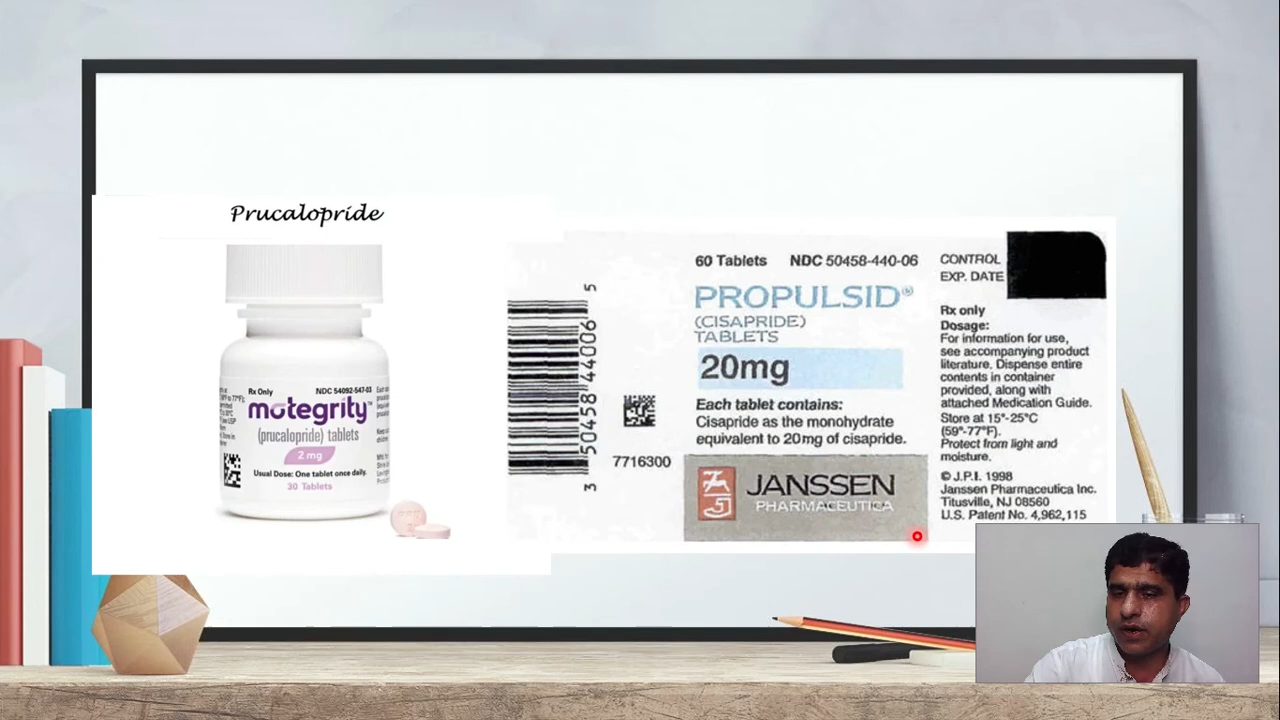 Prucalopride
Rx Only NDC 54092-547-03
motegrity™
(prucalopride) tablets
2 mg
Usual Dose: One tablet once daily.
30 Tablets
5
50458 44006
3
7716300
60 Tablets NDC 50458-440-06
PROPULSID®
(CISAPRIDE)
TABLETS
20mg
Each tablet contains:
Cisapride as the monohydrate
equivalent to 20mg of cisapride.
JANSSEN
PHARMACEUTICA
CONTROL
EXP. DATE
Rx only
Dosage:
For information for use,
see accompanying product
literature. Dispense entire
contents in container
provided, along with
attached Medication Guide.
Store at 15°-25°C
(59°-77°F).
Protect from light and
moisture.
© J.P.I. 1998
Janssen Pharmaceutica Inc.
Titusville, NJ 08560
U.S. Patent No. 4,962,115